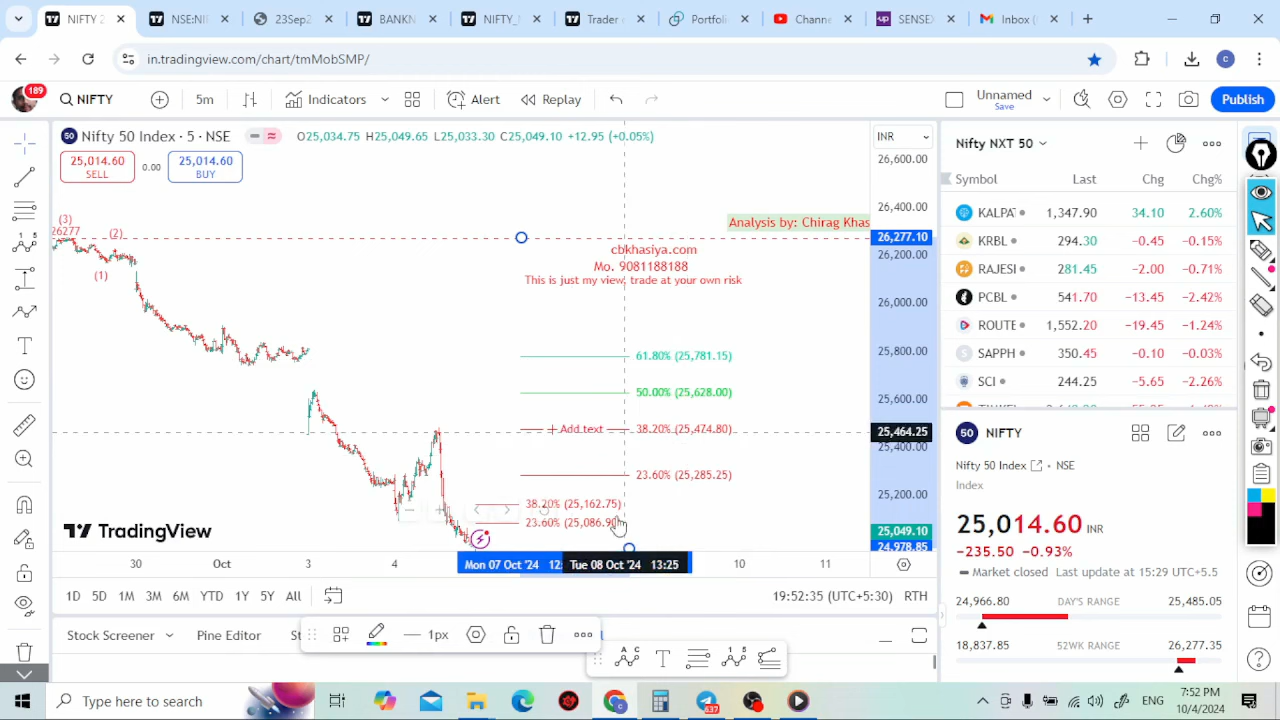 NIFTY 2
NSE:NI
23Sep2
BANKN
NIFTY_
Trader
Portfoli
Channe
SENSEX
Inbox (
in.tradingview.com/chart/tmMobSMP/
C
189
NIFTY
5m
Indicators
Alert
Replay
Unnamed
Save
Publish
50 Nifty 50 Index · 5 · NSE
O25,034.75 H25,049.65 L25,033.30 C25,049.10 +12.95 (+0.05%)
25,014.60
SELL
0.00
25,014.60
BUY
INR
26,600.00
26,400.00
26,277.10
26,200.00
26,000.00
25,800.00
25,600.00
25,464.25
25,400.00
25,200.00
25,049.10
24,978.85
(3)
26277
(2)
(1)
Analysis by: Chirag Khas
cbkhasiya.com
Mo. 9081188188
This is just my view, trade at your own risk
61.80% (25,781.15)
50.00% (25,628.00)
+ Add text
38.20% (25,474.80)
23.60% (25,285.25)
38.20% (25,162.75)
23.60% (25,086.90)
TradingView
30
Oct
3
4
Mon 07 Oct '24
12:
Tue 08 Oct '24 13:25
10
11
1D 5D 1M 3M 6M YTD 1Y 5Y All
19:52:35 (UTC+5:30) RTH
Stock Screener
Pine Editor
St
1px
Nifty NXT 50
Symbol Last Chg Chg%
KALPAT 1,347.90 34.10 2.60%
KRBL 294.30 -0.45 -0.15%
RAJESI 281.45 -2.00 -0.71%
PCBL 541.70 -13.45 -2.42%
ROUTE 1,552.20 -19.45 -1.24%
SAPPH 350.45 -0.10 -0.03%
SCI 244.25 -5.65 -2.26%
50 NIFTY
Nifty 50 Index · NSE
Index
25,014.60 INR
−235.50 −0.93%
Market closed Last update at 15:29 UTC+5.5
24,966.80 DAY'S RANGE 25,485.05
18,837.85 52WK RANGE 26,277.35
Type here to search
637
7:52 PM
10/4/2024